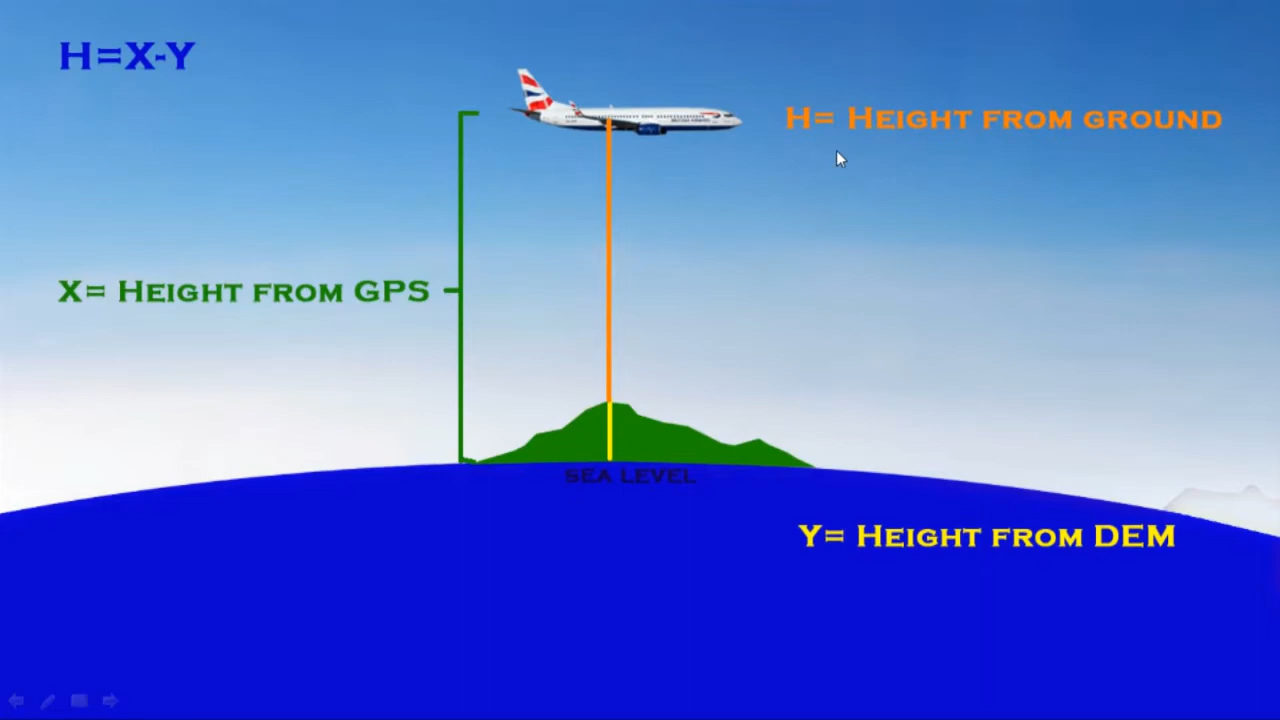 H=X-Y
H= Height from ground
X= Height from GPS
SEA LEVEL
Y= Height from DEM